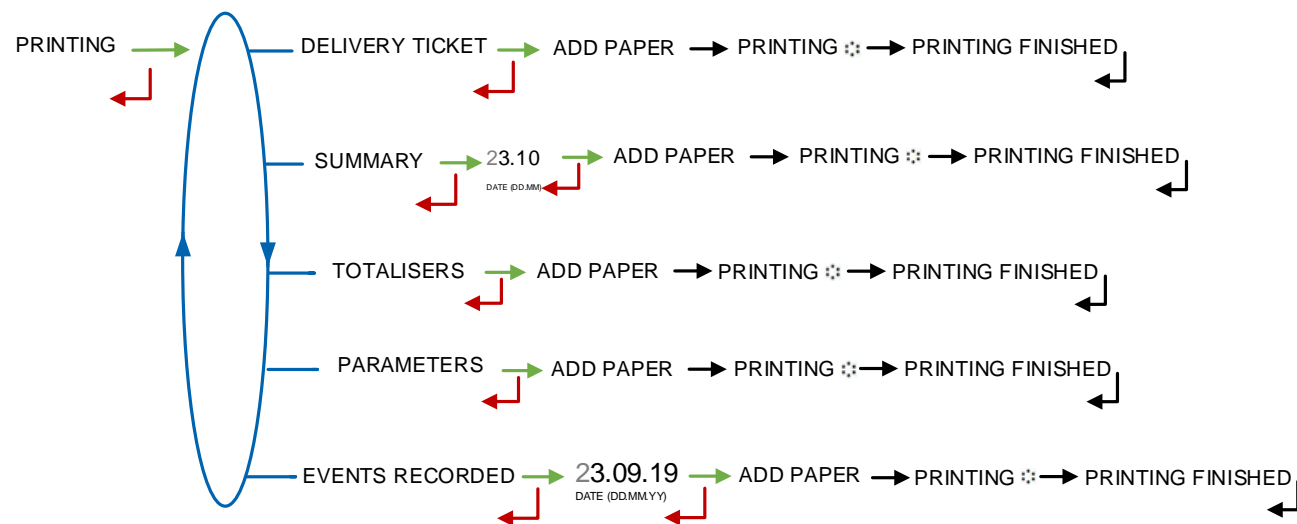 PRINTING
DELIVERY TICKET ADD PAPER PRINTING PRINTING FINISHED
SUMMARY 23.10 ADD PAPER PRINTING PRINTING FINISHED
DATE (DD.MM)
TOTALISERS ADD PAPER PRINTING PRINTING FINISHED
PARAMETERS ADD PAPER PRINTING PRINTING FINISHED
EVENTS RECORDED 23.09.19 ADD PAPER PRINTING PRINTING FINISHED
DATE (DD.MM.YY)